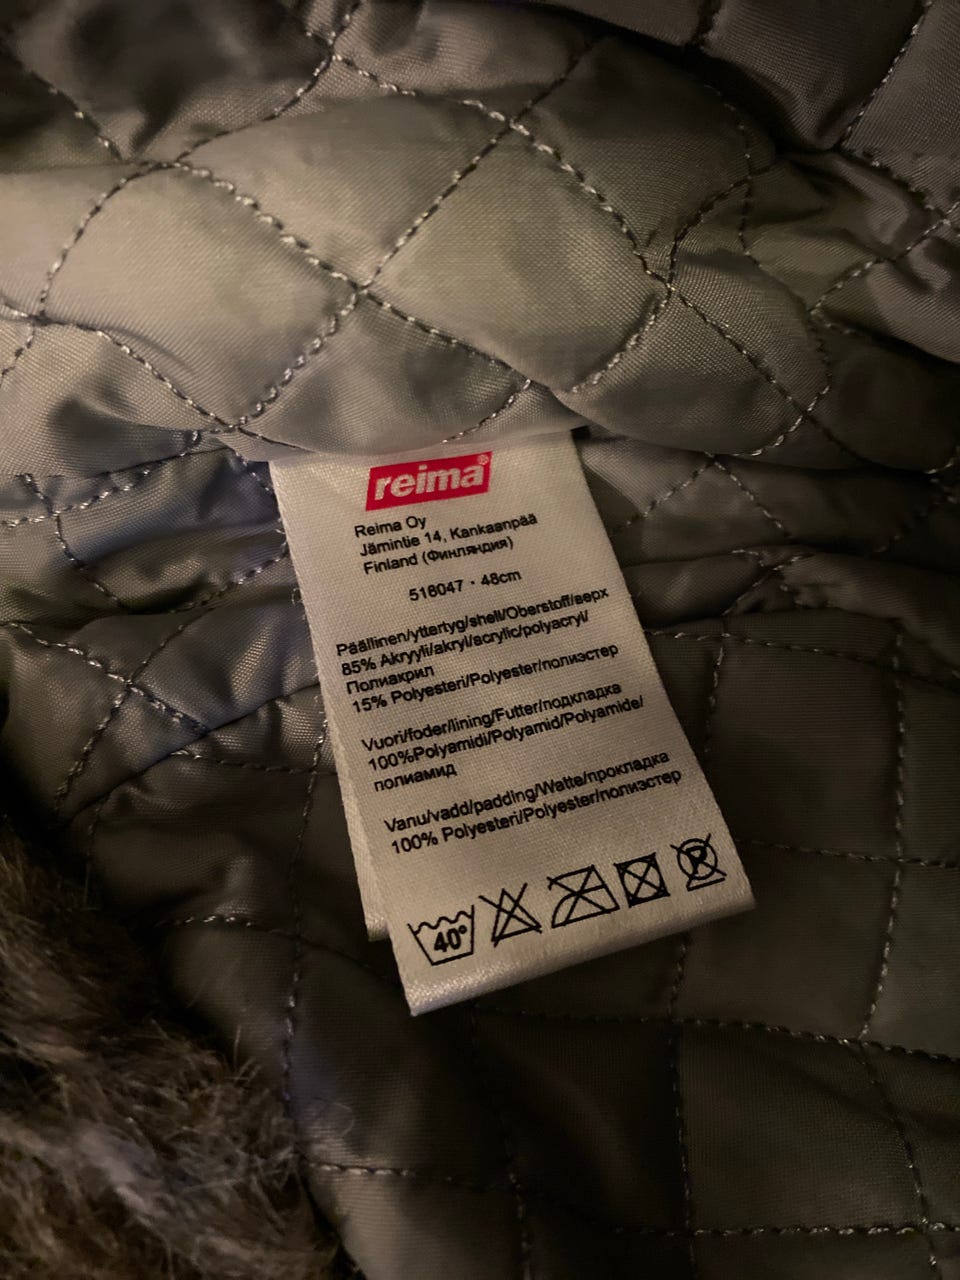 reima®
Reima Oy
Jämintie 14, Kankaanpää
Finland (Финляндия)
518047 · 48cm
Päällinen/yttertyg/shell/Oberstoff/верх
85% Akryyli/akryl/acrylic/polyacryl/
Полиакрил
15% Polyesteri/Polyester/полиэстер
Vuori/foder/lining/Futter/подкладка
100%Polyamidi/Polyamid/Polyamide/
полиамид
Vanu/vadd/padding/Watte/прокладка
100% Polyesteri/Polyester/полиэстер
40° P